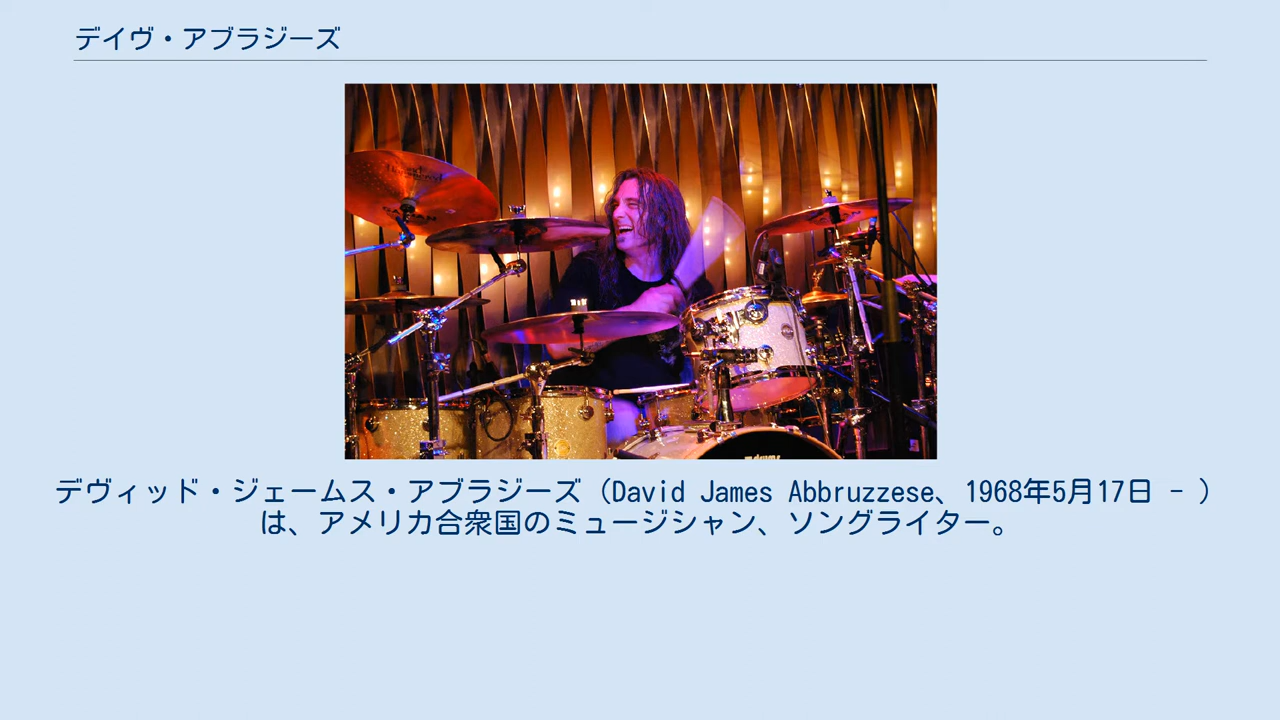 デイヴ・アブラジーズ
デヴィッド・ジェームス・アブラジーズ（David James Abbruzzese、1968年5月17日 - ）
は、アメリカ合衆国のミュージシャン、ソングライター。